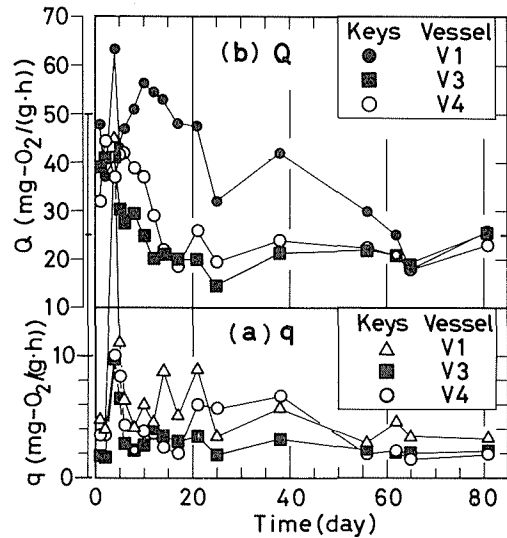 70
60
50
40
30
20
10
Q (mg-O2/(g·h)
(b) Q
Keys Vessel
V1
V3
V4
10
0
q (mg-O2/(g·h)
(a) q
Keys Vessel
V1
V3
V4
0 20 40 60 80
Time(day)